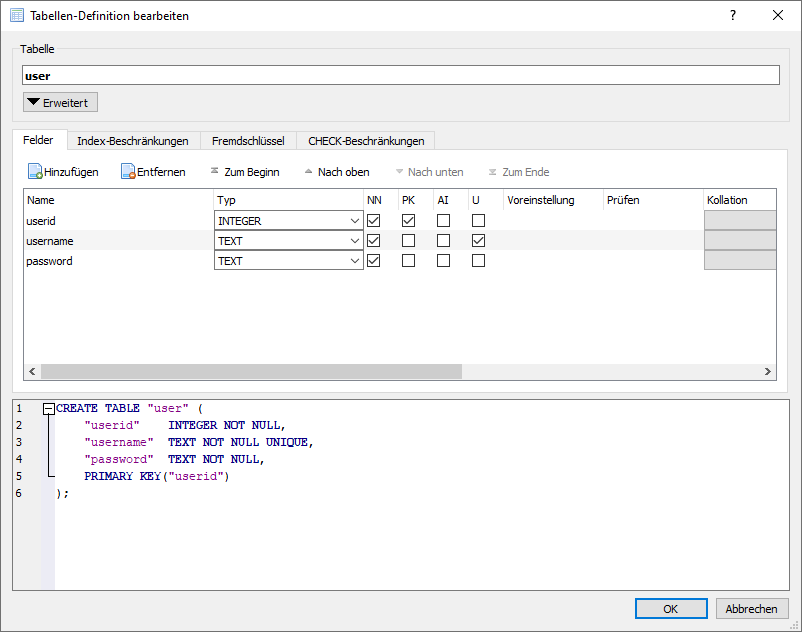 Tabellen-Definition bearbeiten
?
Tabelle
user
Erweitert
Felder Index-Beschränkungen Fremdschlüssel CHECK-Beschränkungen
Hinzufügen Entfernen Zum Beginn Nach oben Nach unten Zum Ende
Name Typ NN PK AI U Voreinstellung Prüfen Kollation
userid INTEGER
username TEXT
password TEXT
1 CREATE TABLE "user" (
2 "userid" INTEGER NOT NULL,
3 "username" TEXT NOT NULL UNIQUE,
4 "password" TEXT NOT NULL,
5 PRIMARY KEY("userid")
6 );
OK Abbrechen